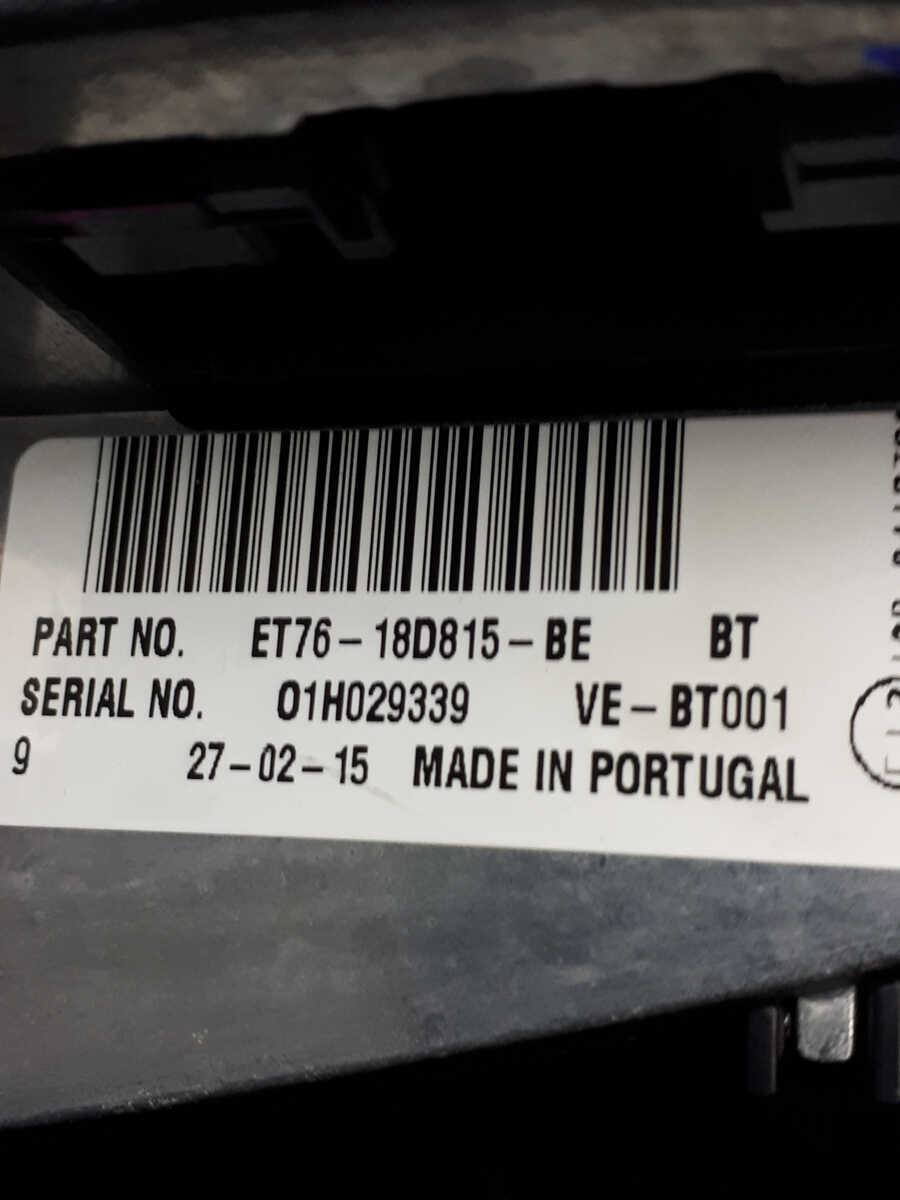 PART NO. ET76-18D815-BE BT
SERIAL NO. 01H029339 VE-BT001
9 27-02-15 MADE IN PORTUGAL